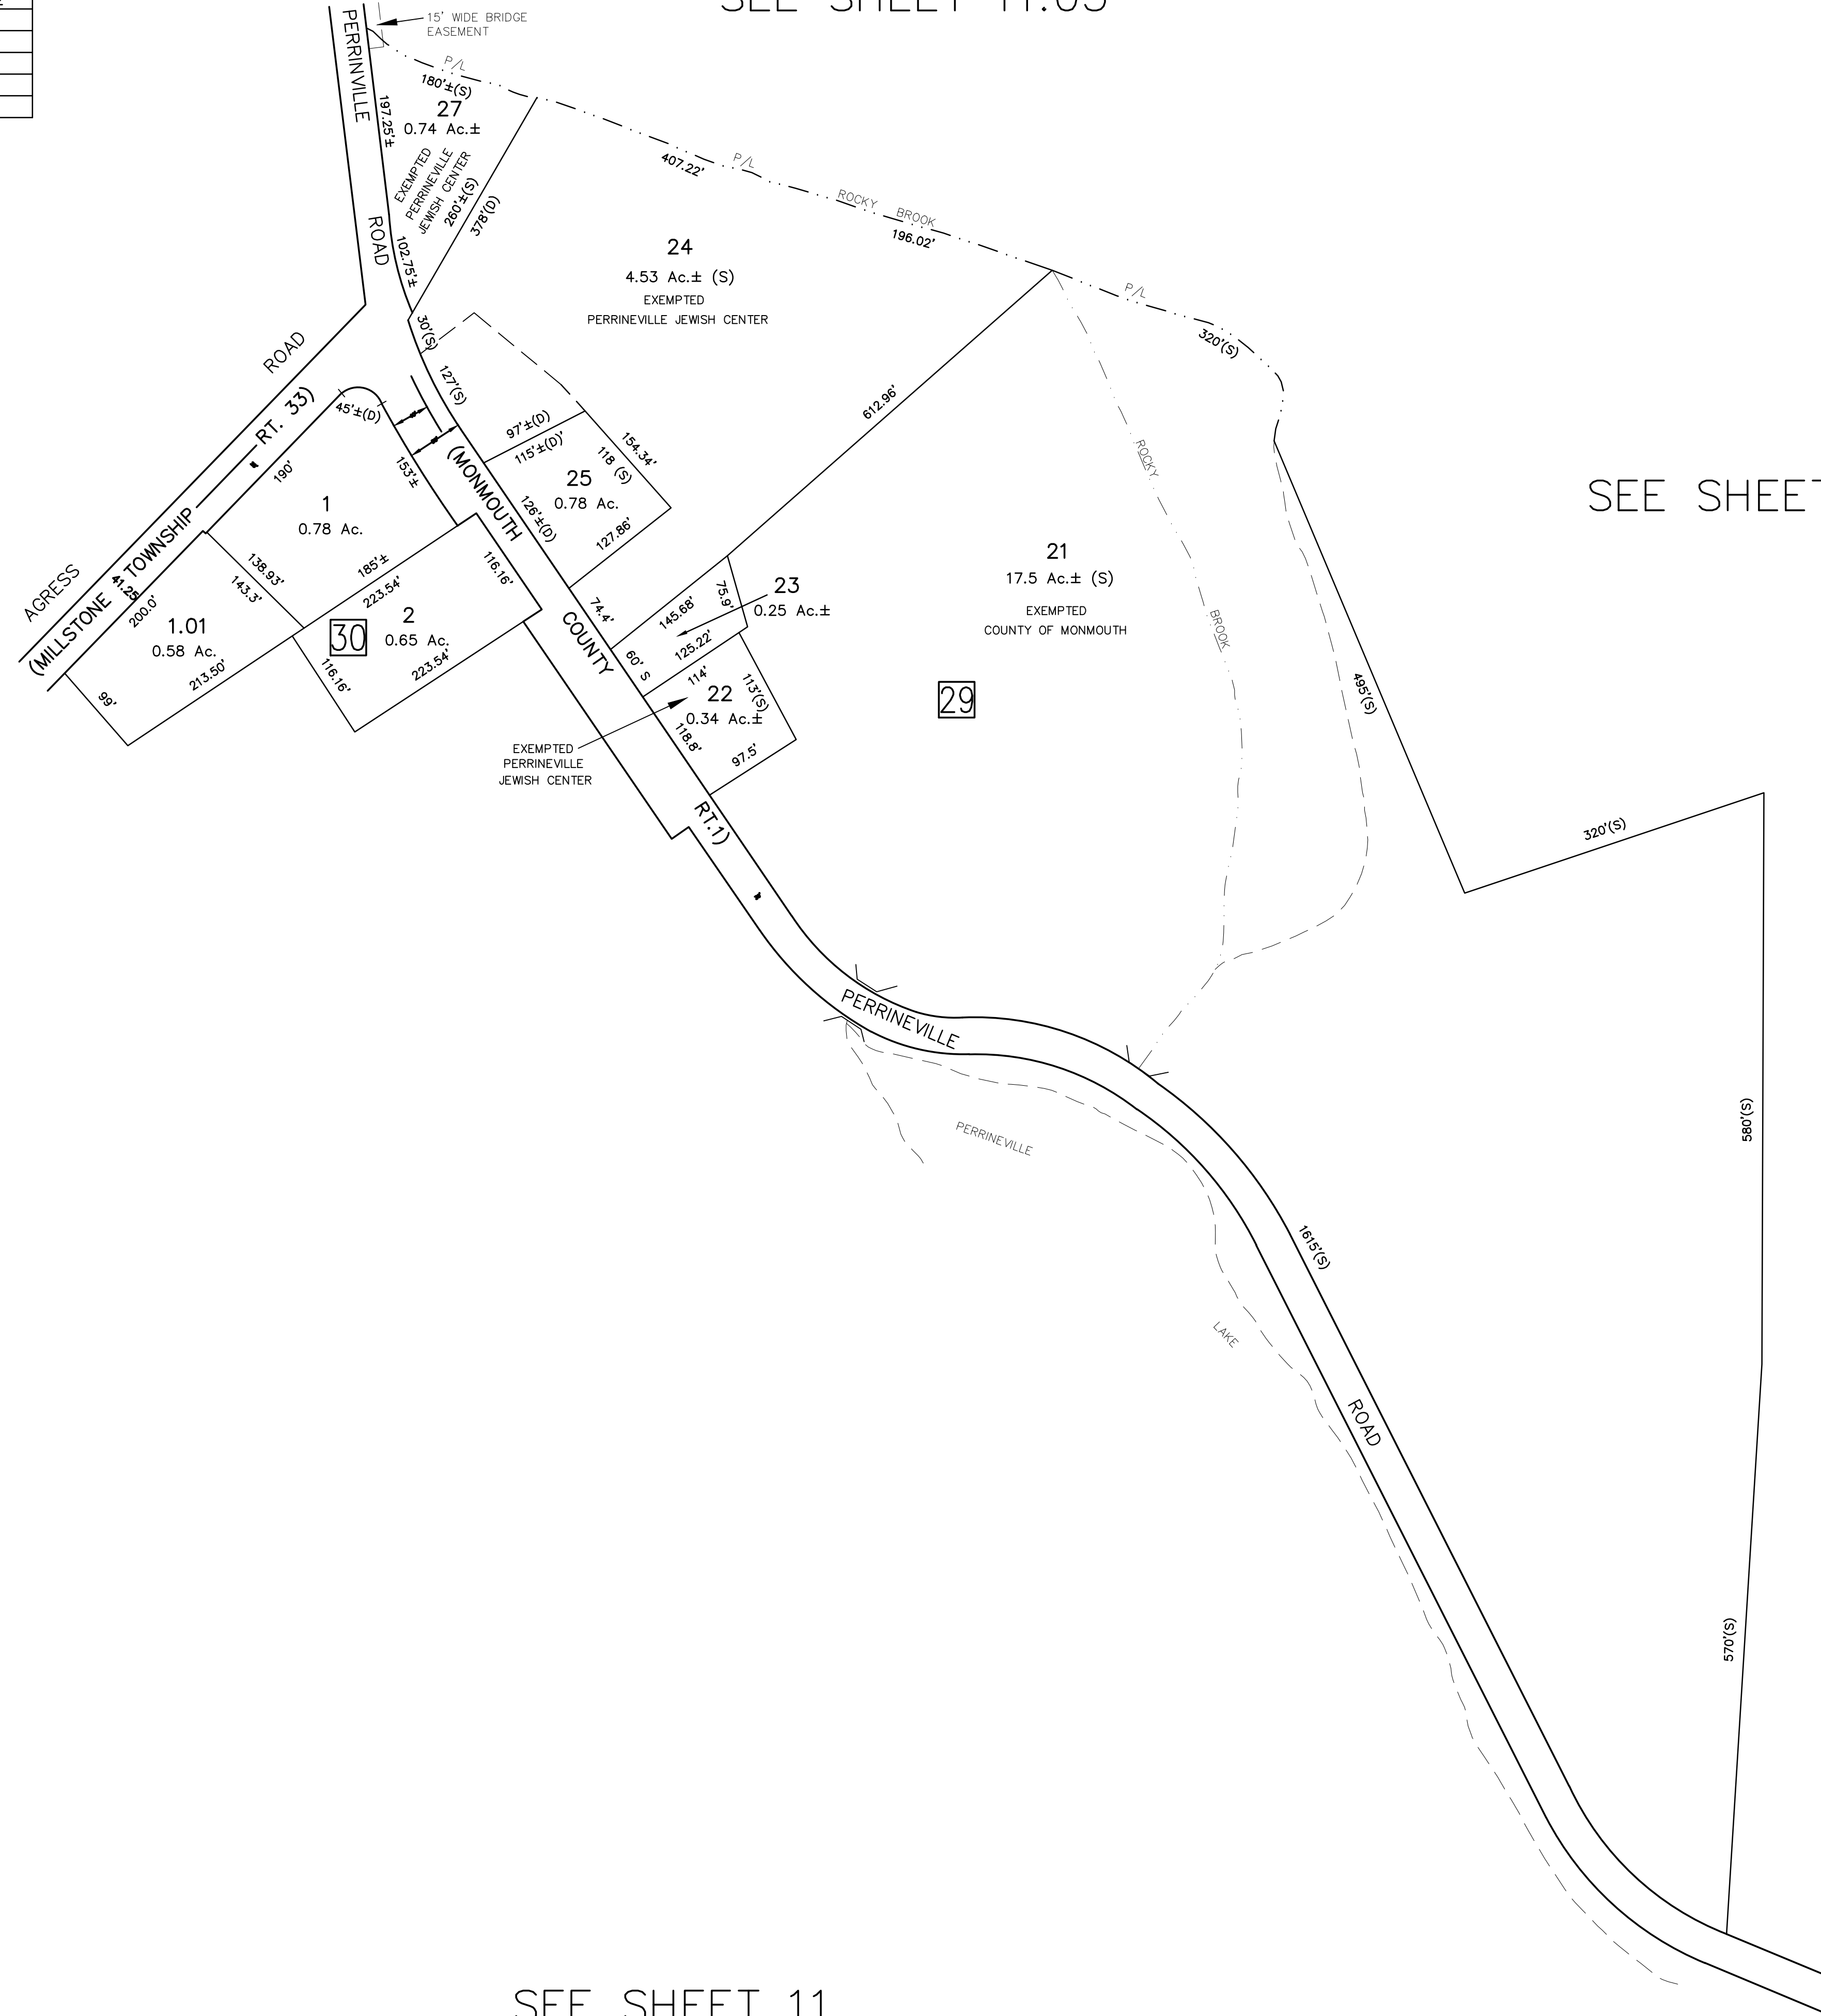 SEE SHEET 11.03
15' WIDE BRIDGE
EASEMENT
PERRINVILLE
ROAD
P/L
180'±(S)
197.25'±
27
0.74 Ac.±
EXEMPTED
PERRINEVILLE
JEWISH CENTER
260'±(S)
378'(D)
102.75'±
407.22'
P/L
ROCKY BROOK
196.02'
24
4.53 Ac.± (S)
EXEMPTED
PERRINEVILLE JEWISH CENTER
P/L
320'(S)
30'(S)
127'(S)
ROAD
RT. 33)
45'±(D)
190'
153'±
97'±(D)
115'±(D)'
118 (S)
154.34'
25
0.78 Ac.
126'±(D)
127.86'
612.96'
ROCKY
BROOK
SEE SHEET
(MONMOUTH
COUNTY
RT.1)
1
0.78 Ac.
138.93'
143.3'
185'±
223.54'
116.16'
AGRESS
(MILLSTONE TOWNSHIP
41.25
200.0'
1.01
0.58 Ac.
99'
213.50'
30
2
0.65 Ac.
116.16'
223.54'
74.4'
145.68'
75.9'
23
0.25 Ac.±
60' S
125.22'
114'
22
0.34 Ac.±
113'(S)
118.8'
97.5'
EXEMPTED
PERRINEVILLE
JEWISH CENTER
21
17.5 Ac.± (S)
EXEMPTED
COUNTY OF MONMOUTH
29
495'(S)
320'(S)
PERRINEVILLE
PERRINEVILLE
LAKE
580'(S)
1615'(S)
ROAD
570'(S)
SEE SHEET 11